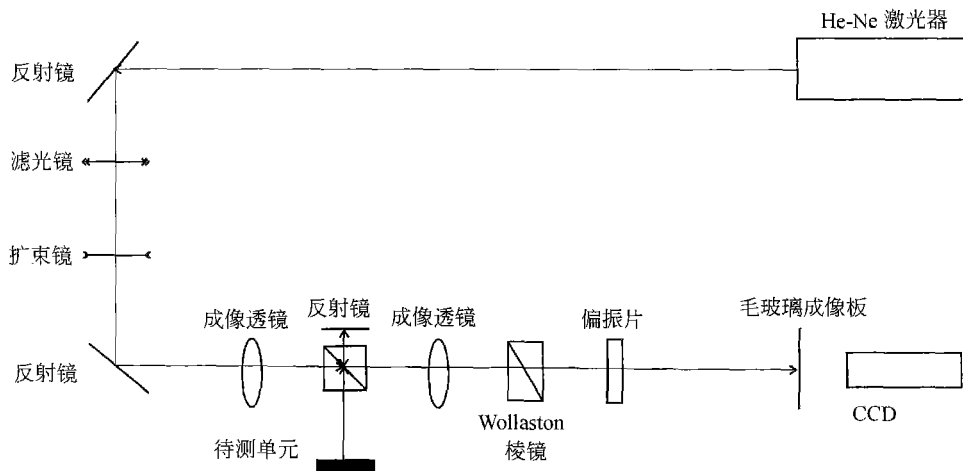 He-Ne 激光器
反射镜
滤光镜
扩束镜
反射镜
成像透镜
反射镜
成像透镜
偏振片
毛玻璃成像板
待测单元
Wollaston
棱镜
CCD